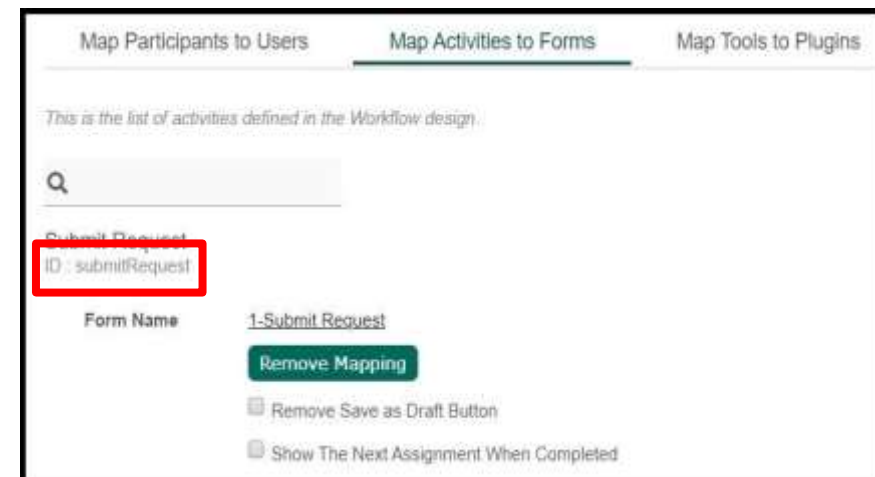 Map Participants to Users Map Activities to Forms Map Tools to Plugins
This is the list of activities defined in the Workflow design.
Submit Request
ID : submitRequest
Form Name 1-Submit Request
Remove Mapping
Remove Save as Draft Button
Show The Next Assignment When Completed